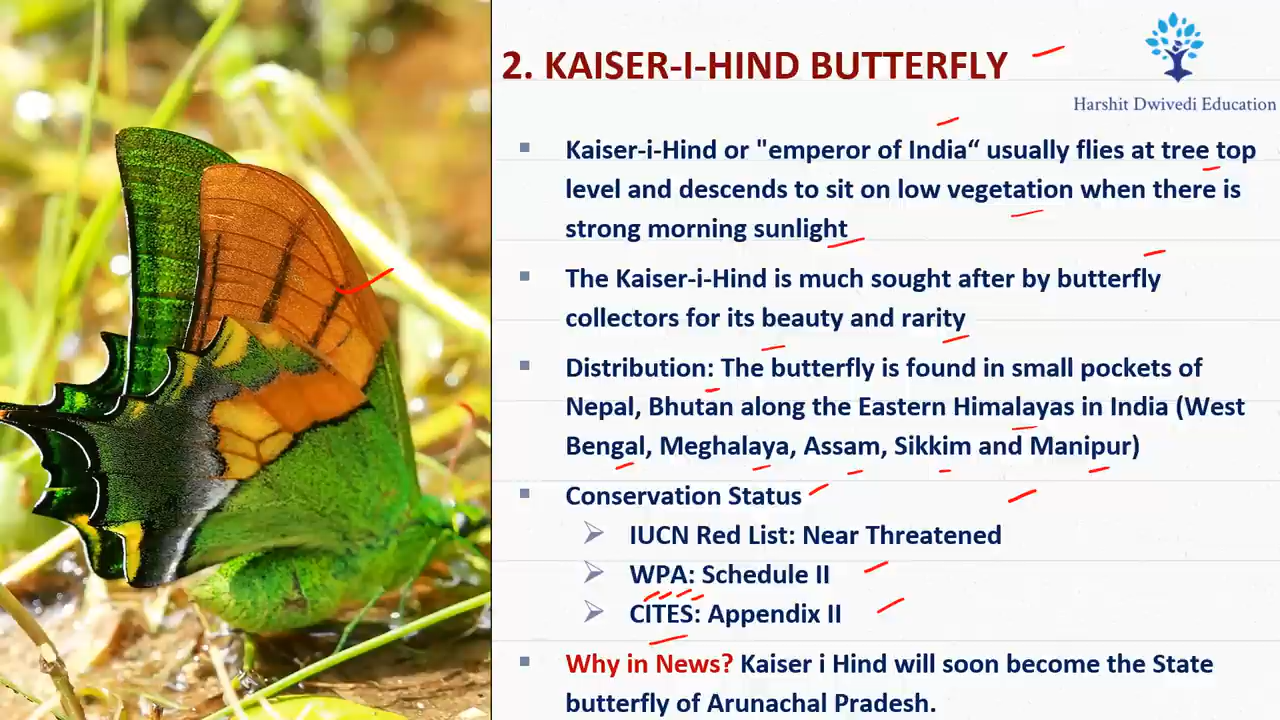 2. KAISER-I-HIND BUTTERFLY
Harshit Dwivedi Education
▪ Kaiser-i-Hind or "emperor of India“ usually flies at tree top
level and descends to sit on low vegetation when there is
strong morning sunlight
▪ The Kaiser-i-Hind is much sought after by butterfly
collectors for its beauty and rarity
▪ Distribution: The butterfly is found in small pockets of
Nepal, Bhutan along the Eastern Himalayas in India (West
Bengal, Meghalaya, Assam, Sikkim and Manipur)
▪ Conservation Status
➢ IUCN Red List: Near Threatened
➢ WPA: Schedule II
➢ CITES: Appendix II
▪ Why in News? Kaiser i Hind will soon become the State
butterfly of Arunachal Pradesh.